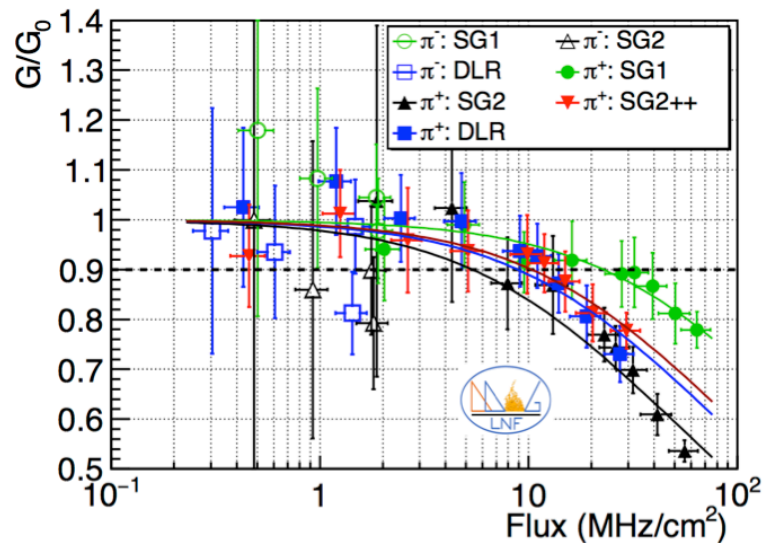 G/G₀
1.4
1.3
1.2
1.1
1
0.9
0.8
0.7
0.6
0.5
π⁻: SG1
π⁻: SG2
π⁻: DLR
π⁺: SG1
π⁺: SG2
π⁺: SG2++
π⁺: DLR
LNF
10⁻¹
1
10
10²
Flux (MHz/cm²)